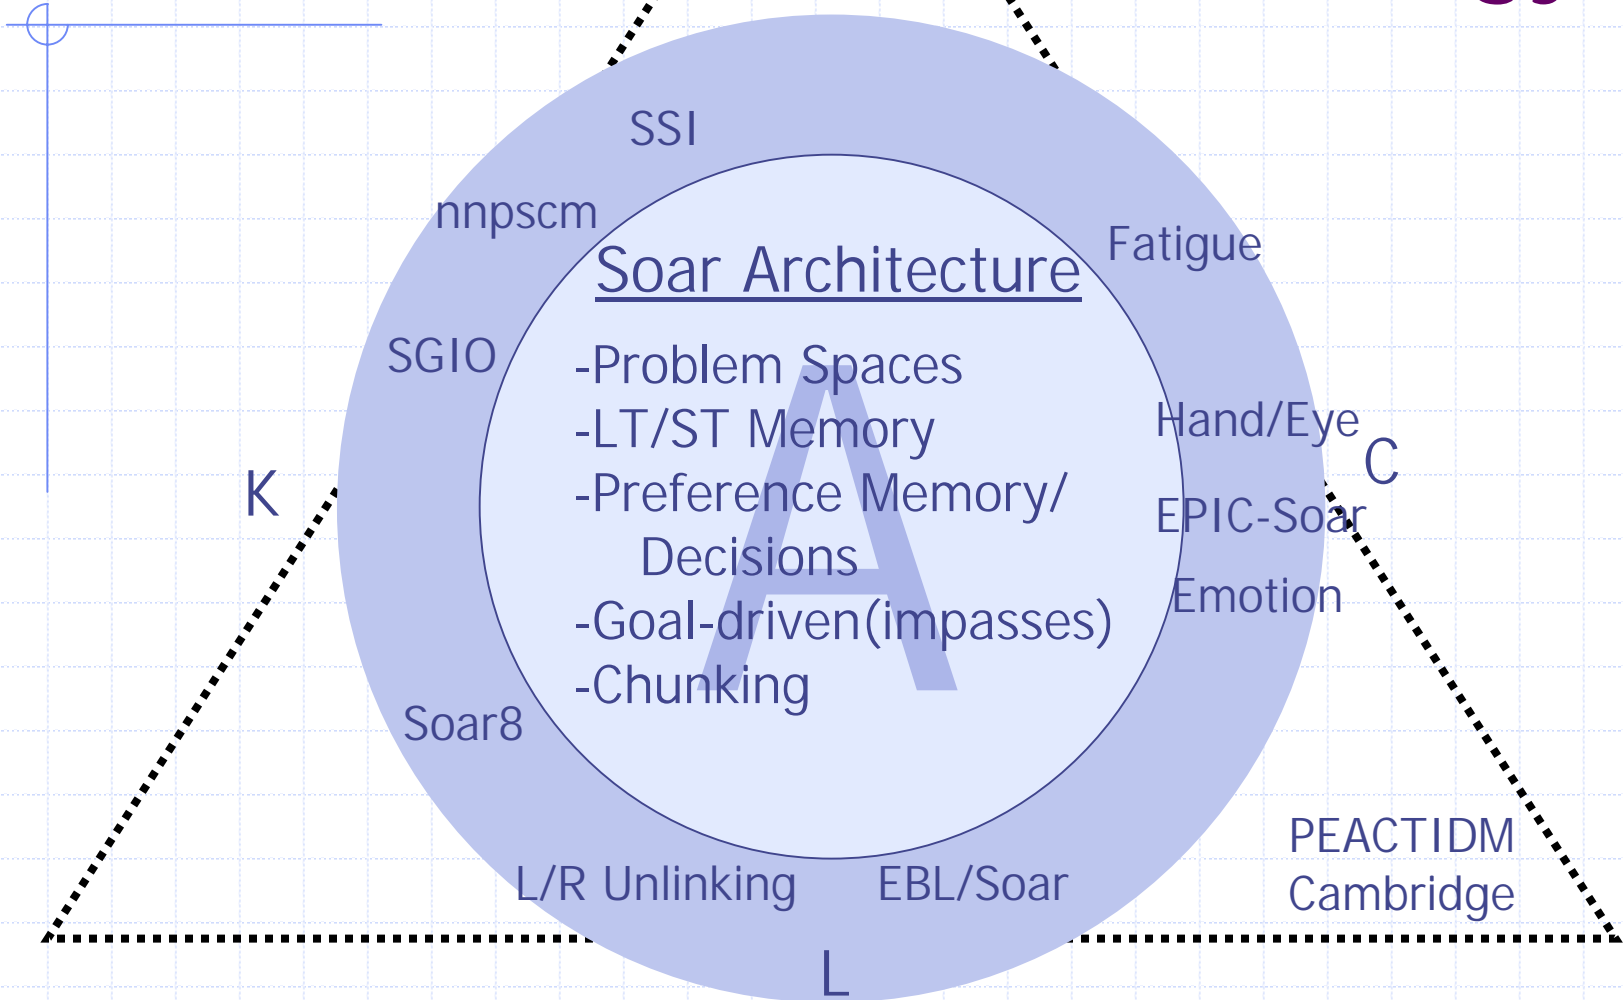 SSI
nnpscm
Fatigue
Soar Architecture
SGIO
-Problem Spaces
-LT/ST Memory
Hand/Eye
C
K
-Preference Memory/
EPIC-Soar
Decisions
Emotion
-Goal-driven(impasses)
-Chunking
A
Soar8
PEACTIDM
Cambridge
L/R Unlinking
EBL/Soar
L